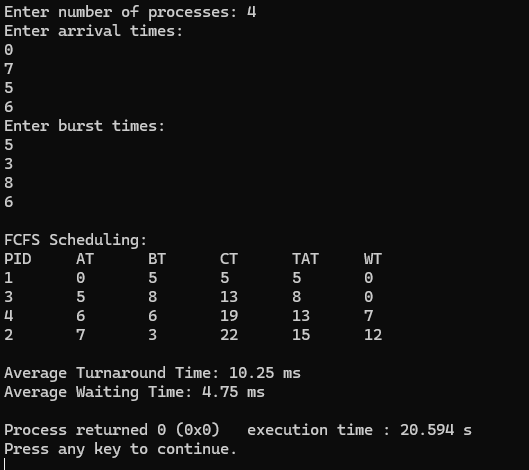 Enter number of processes: 4
Enter arrival times:
0
7
5
6
Enter burst times:
5
3
8
6
FCFS Scheduling:
PID AT BT CT TAT WT
1 0 5 5 5 0
3 5 8 13 8 0
4 6 6 19 13 7
2 7 3 22 15 12
Average Turnaround Time: 10.25 ms
Average Waiting Time: 4.75 ms
Process returned 0 (0x0) execution time : 20.594 s
Press any key to continue.